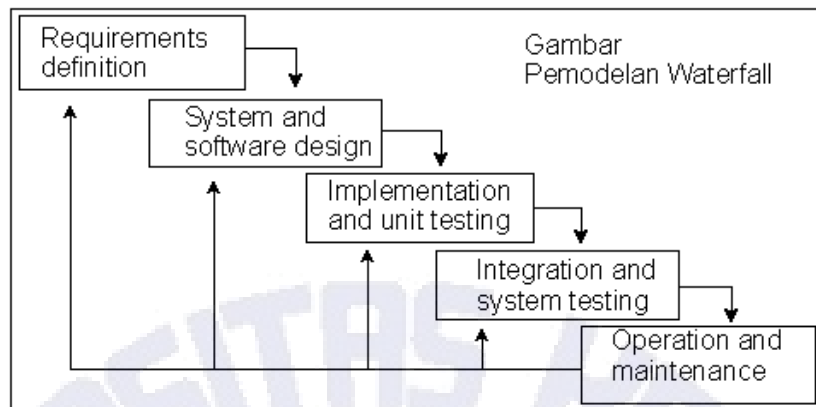 Requirements
definition
Gambar
Pemodelan Waterfall
System and
software design
Implementation
and unit testing
Integration and
system testing
Operation and
maintenance